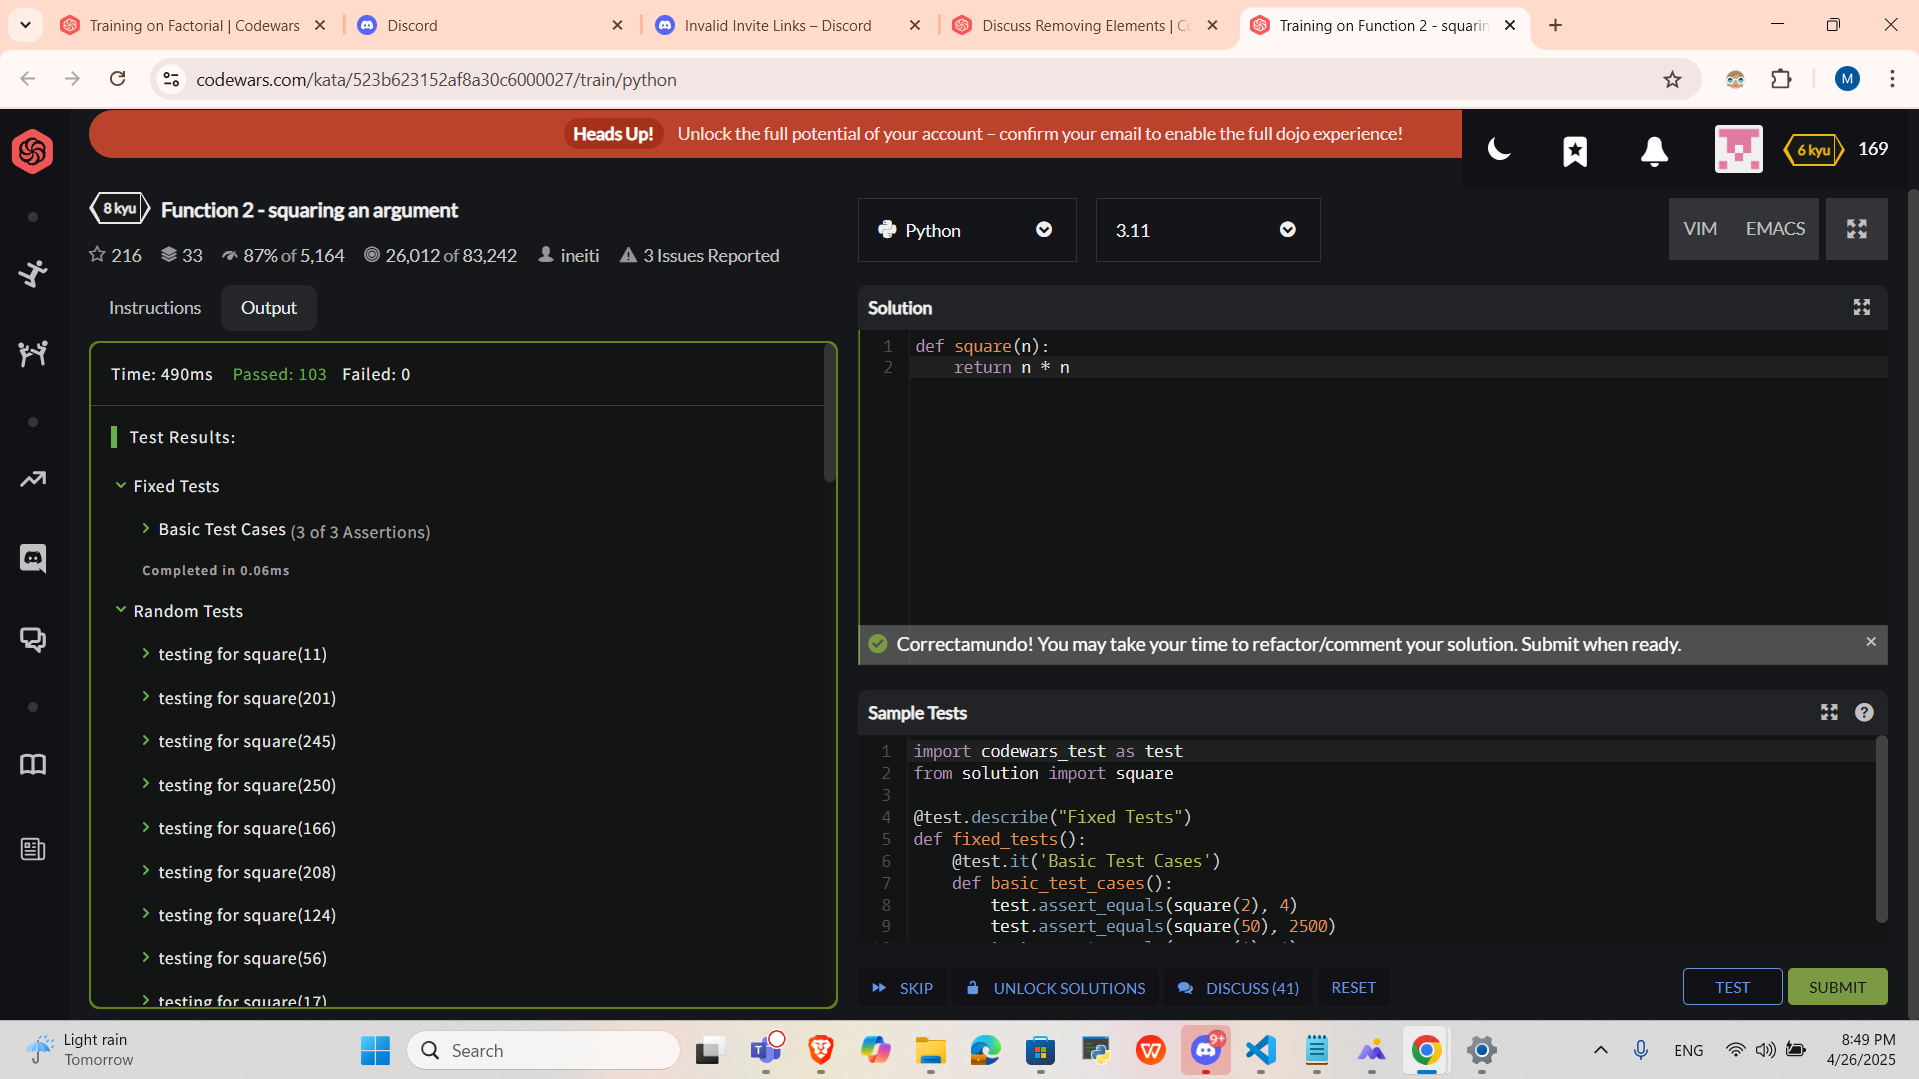 Training on Factorial | Codewars
Discord
Invalid Invite Links – Discord
Discuss Removing Elements | Co
Training on Function 2 - squarin
codewars.com/kata/523b623152af8a30c6000027/train/python
M
Heads Up! Unlock the full potential of your account – confirm your email to enable the full dojo experience!
6 kyu 169
8 kyu Function 2 - squaring an argument
216 33 87% of 5,164 26,012 of 83,242 ineiti 3 Issues Reported
Python
3.11
VIM EMACS
Instructions Output
Time: 490ms Passed: 103 Failed: 0
Test Results:
Fixed Tests
Basic Test Cases (3 of 3 Assertions)
Completed in 0.06ms
Random Tests
testing for square(11)
testing for square(201)
testing for square(245)
testing for square(250)
testing for square(166)
testing for square(208)
testing for square(124)
testing for square(56)
testing for square(17)
Solution
1 def square(n):
2 return n * n
Correctamundo! You may take your time to refactor/comment your solution. Submit when ready.
Sample Tests
1 import codewars_test as test
2 from solution import square
3
4 @test.describe("Fixed Tests")
5 def fixed_tests():
6 @test.it('Basic Test Cases')
7 def basic_test_cases():
8 test.assert_equals(square(2), 4)
9 test.assert_equals(square(50), 2500)
SKIP UNLOCK SOLUTIONS DISCUSS (41) RESET
TEST SUBMIT
Light rain
Tomorrow
Search
9+
ENG
8:49 PM
4/26/2025